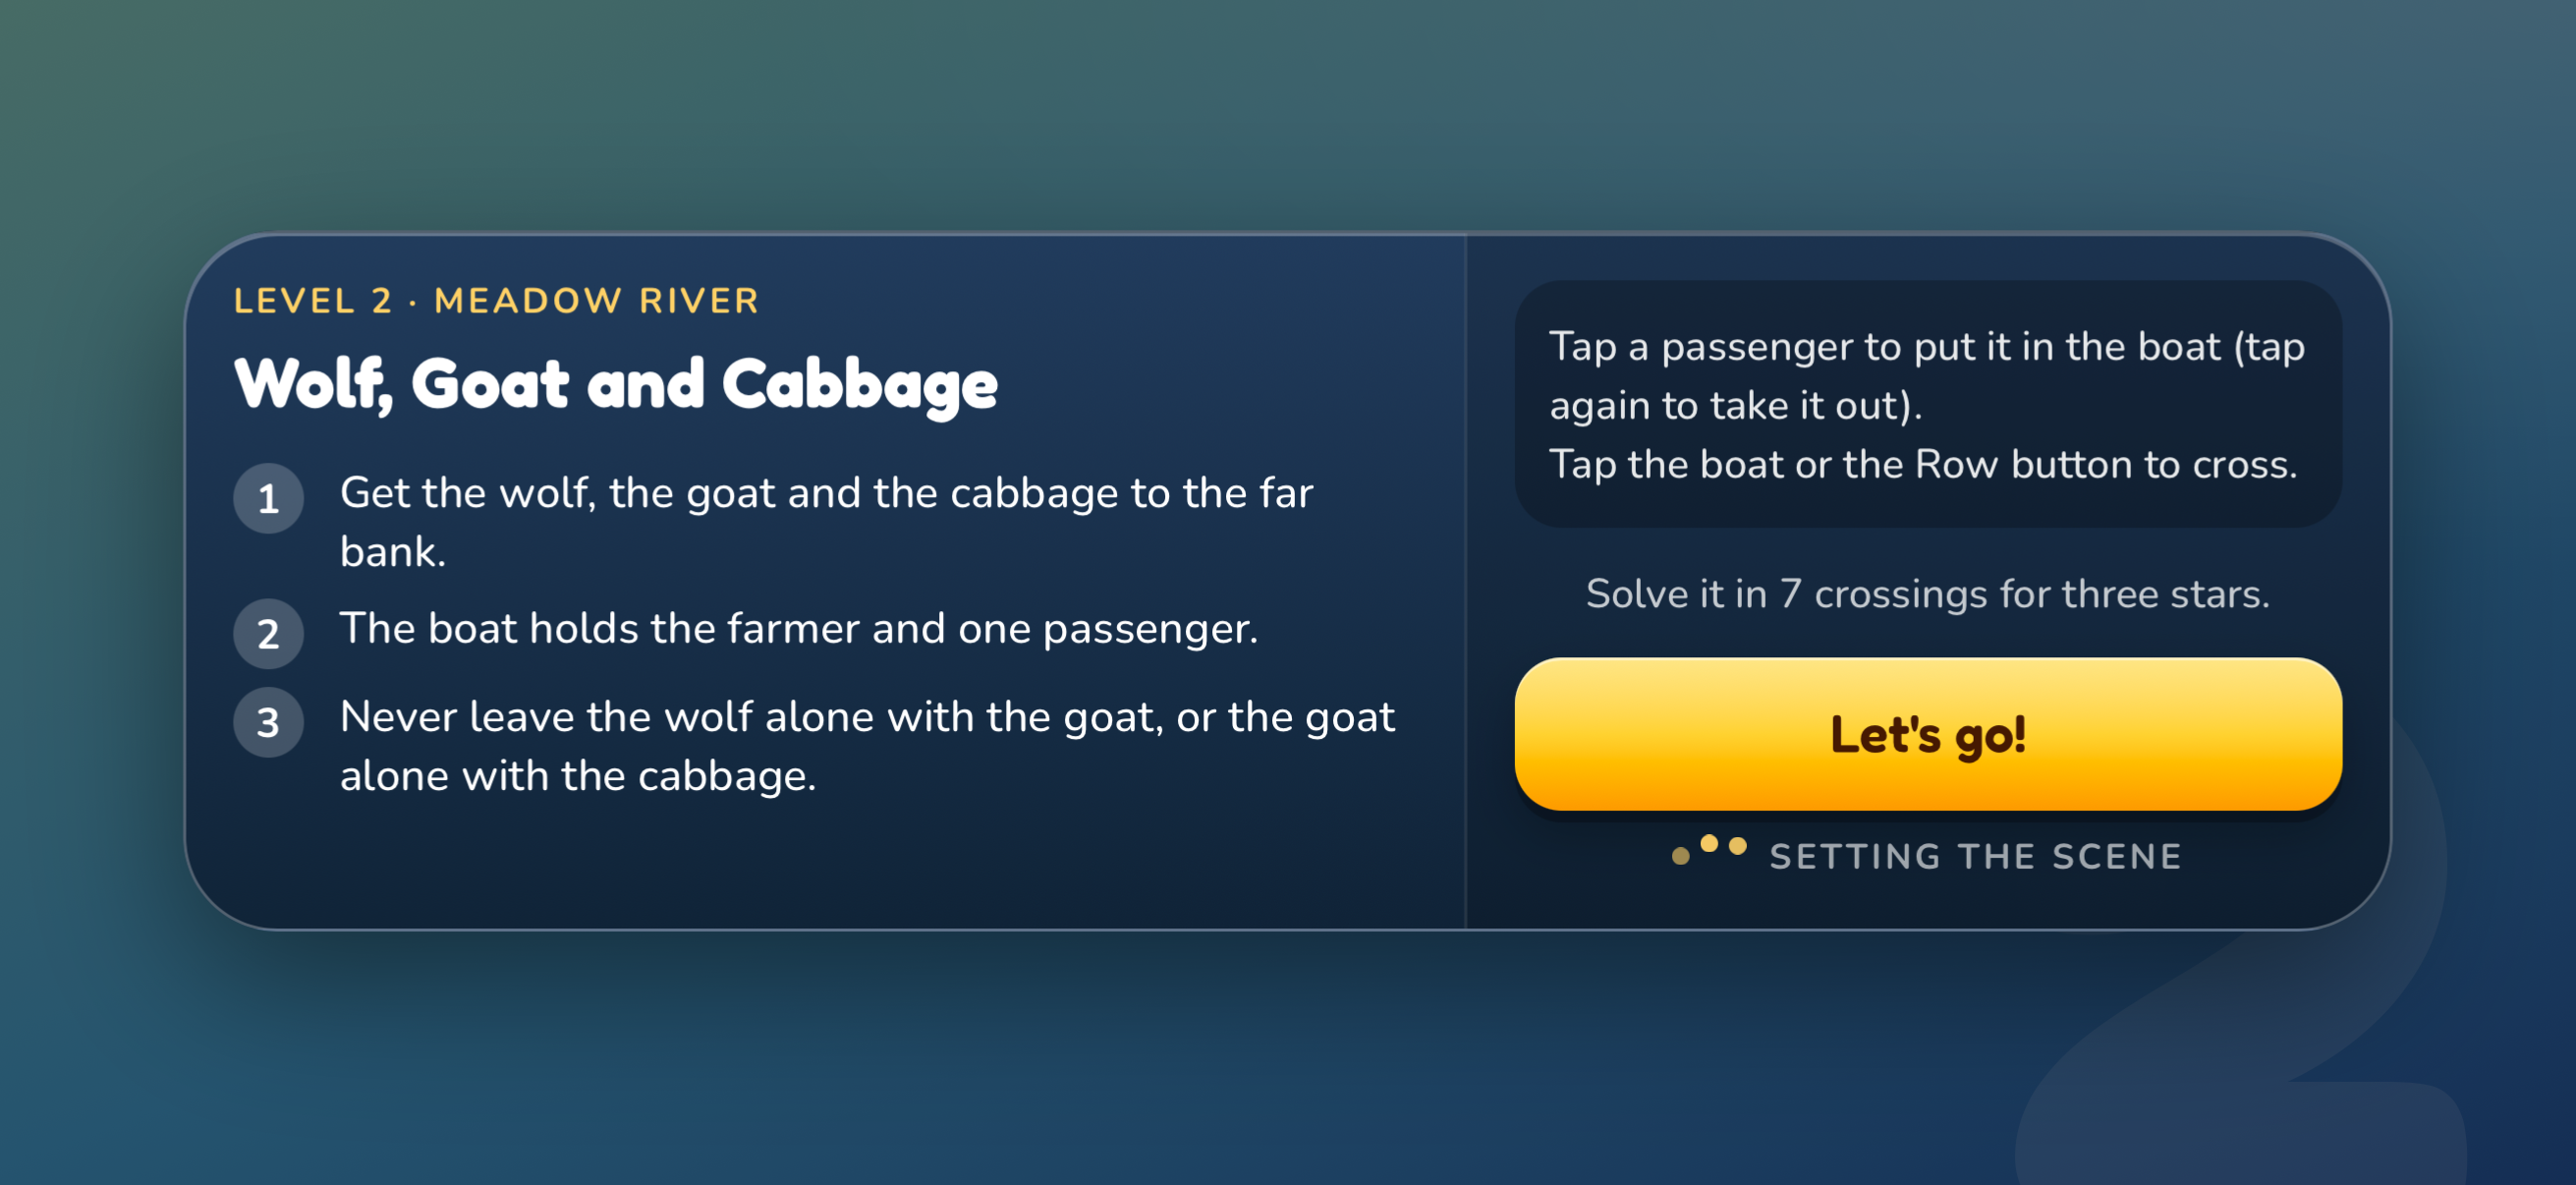 LEVEL 2 · MEADOW RIVER
Wolf, Goat and Cabbage
1 Get the wolf, the goat and the cabbage to the far
bank.
2 The boat holds the farmer and one passenger.
3 Never leave the wolf alone with the goat, or the goat
alone with the cabbage.
Tap a passenger to put it in the boat (tap
again to take it out).
Tap the boat or the Row button to cross.
Solve it in 7 crossings for three stars.
Let's go!
SETTING THE SCENE
2